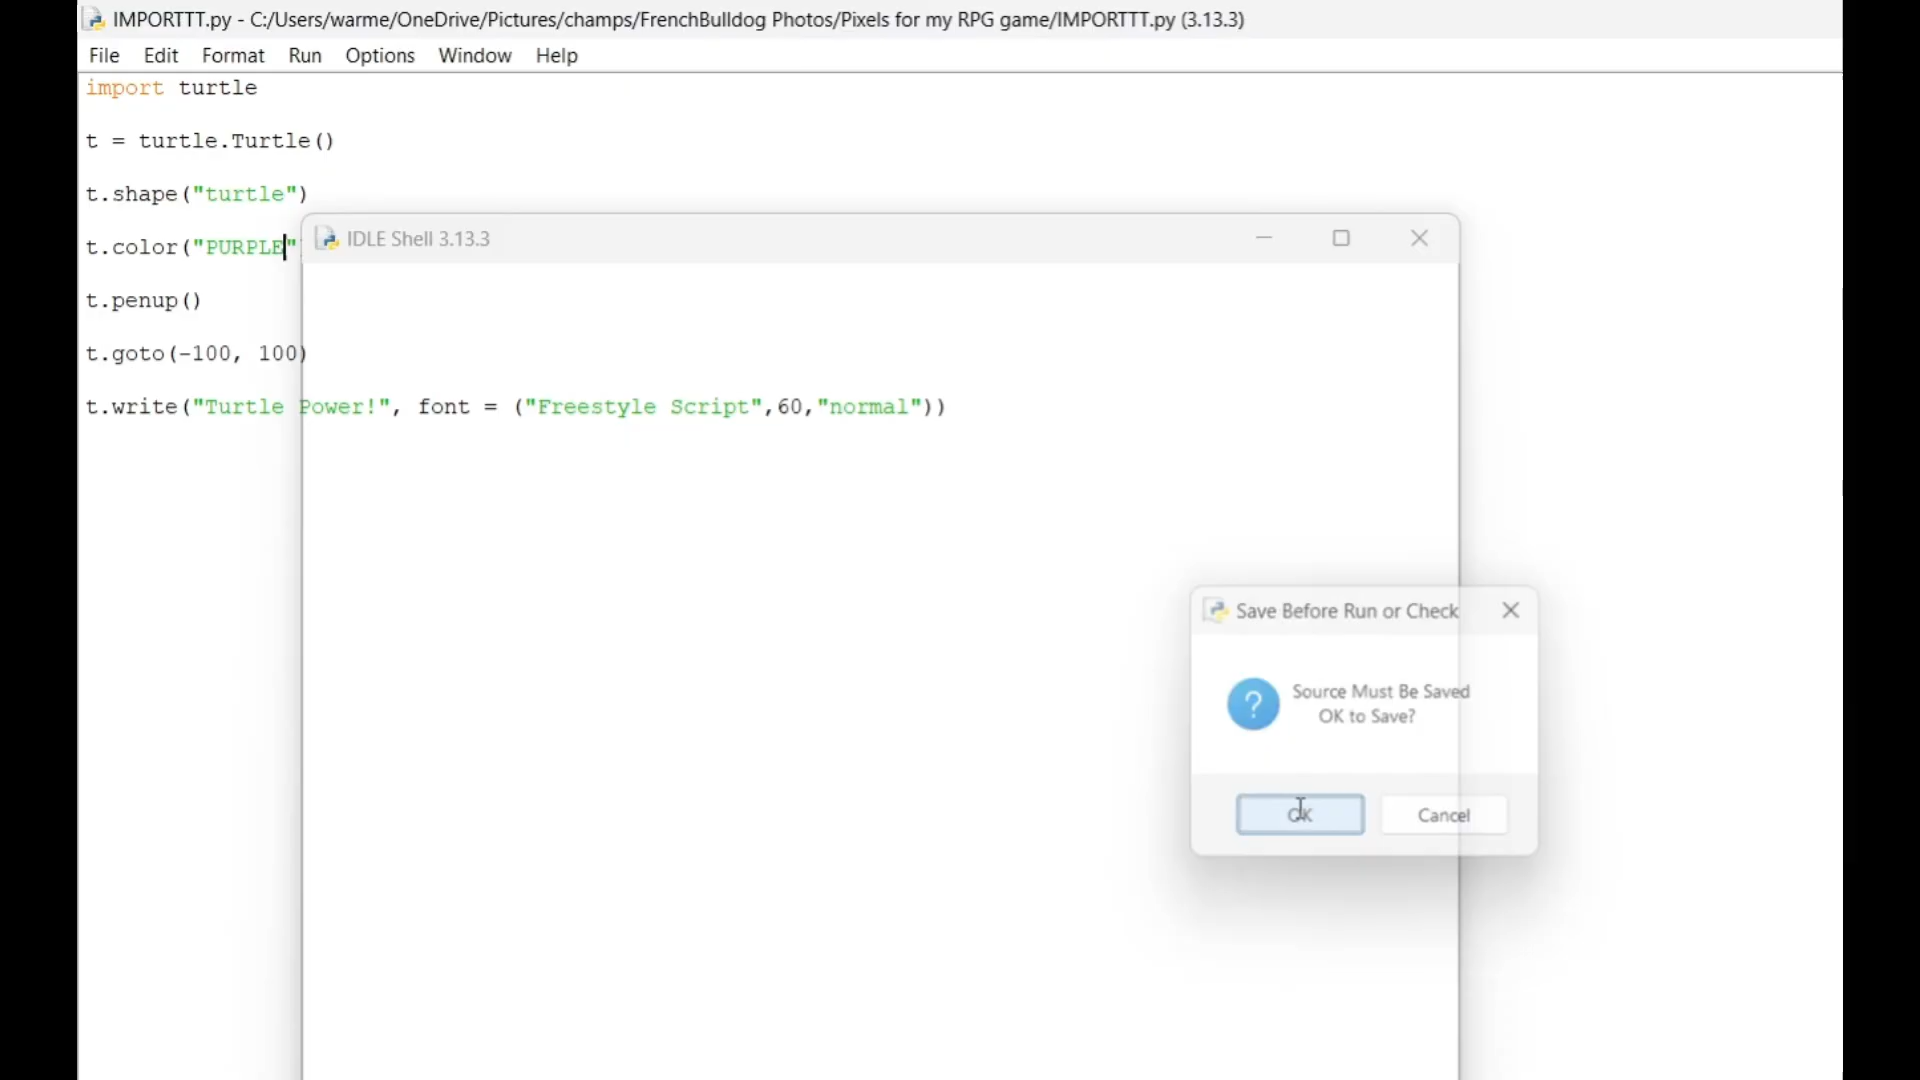 IMPORTTT.py - C:/Users/warme/OneDrive/Pictures/champs/FrenchBulldog Photos/Pixels for my RPG game/IMPORTTT.py (3.13.3)
File Edit Format Run Options Window Help
import turtle
t = turtle.Turtle()
t.shape("turtle")
t.color("PURPLE"
IDLE Shell 3.13.3
t.penup()
t.goto(-100, 100)
t.write("Turtle Power!", font = ("Freestyle Script",60,"normal"))
Save Before Run or Check
Source Must Be Saved
OK to Save?
OK Cancel